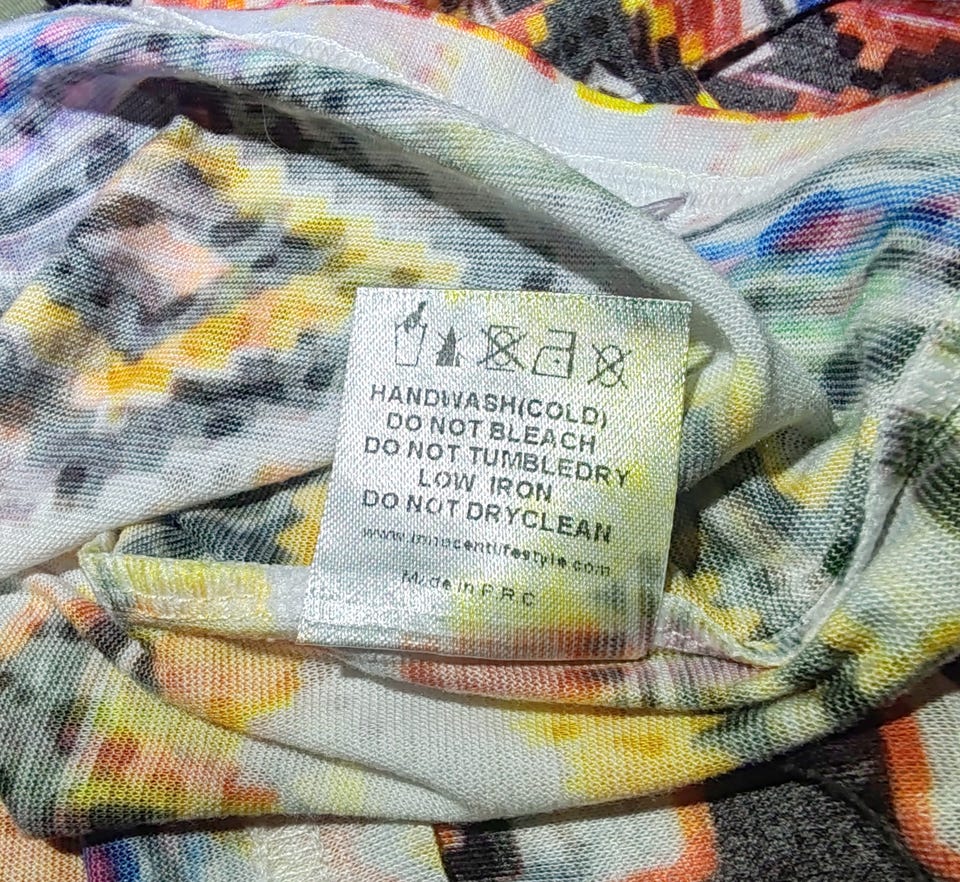 HANDWASH(COLD)
DO NOT BLEACH
DO NOT TUMBLEDRY
LOW IRON
DO NOT DRYCLEAN
www.innocentlifestyle.com
Made in P.R.C